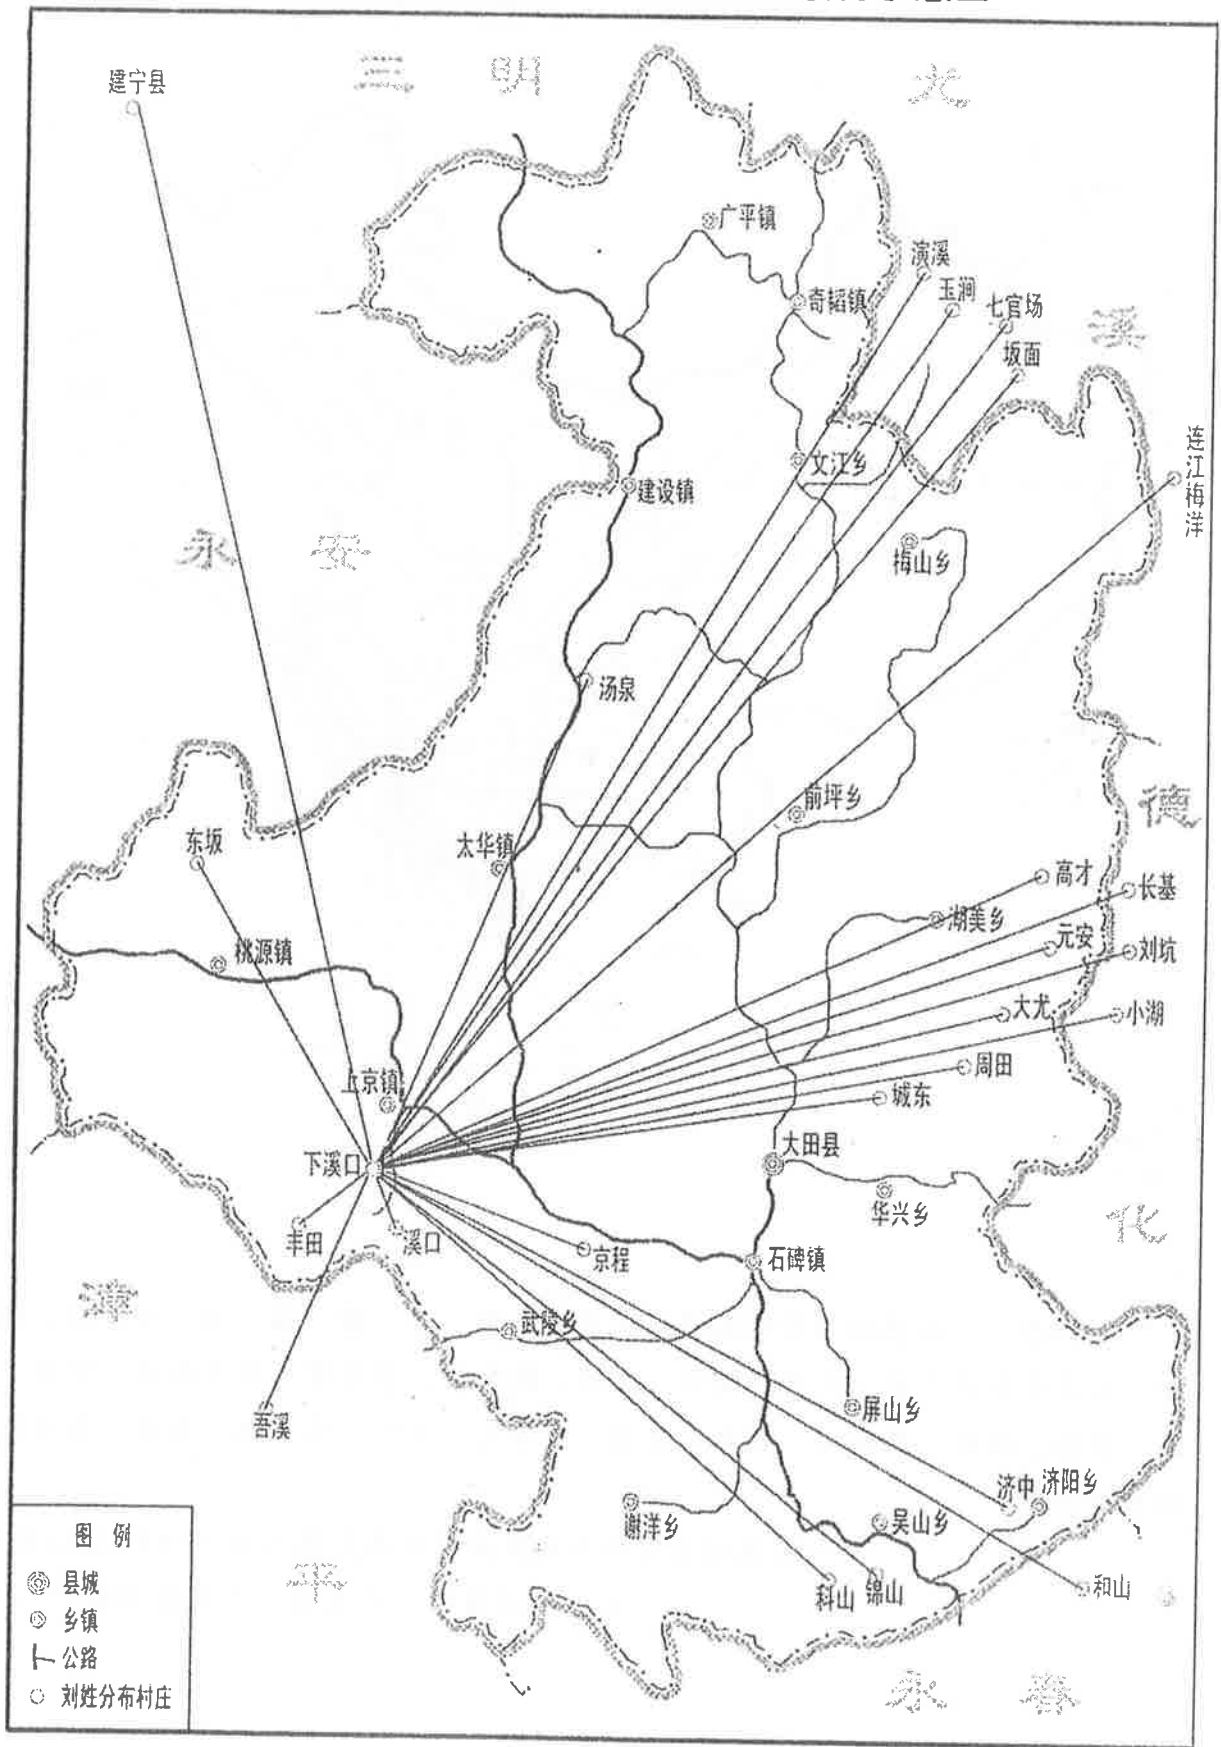 建宁县
三 明
北
广平镇
演溪
玉涧
七官场
坂面
奇韬镇
溪
连江梅洋
文江乡
建设镇
永 安
梅山乡
汤泉
前坪乡
德
东坂
太华镇
高才
长基
湖美乡
元安
刘坑
桃源镇
大尤
小湖
周田
城东
上京镇
下溪口
大田县
华兴乡
丰田
溪口
京程
石碑镇
化
漳
武陵乡
吾溪
屏山乡
济中
济阳乡
谢洋乡
吴山乡
科山
锦山
和山
平
永 春
图 例
县城
乡镇
公路
刘姓分布村庄